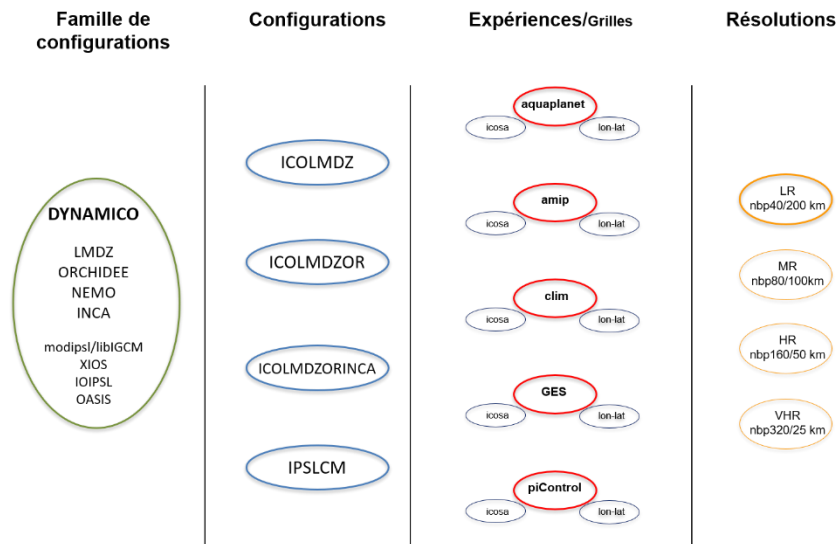 Famille de
configurations
Configurations
Expériences/Grilles
Résolutions
DYNAMICO
LMDZ
ORCHIDEE
NEMO
INCA
modipsl/libIGCM
XIOS
IOIPSL
OASIS
ICOLMDZ
ICOLMDZOR
ICOLMDZORINCA
IPSLCM
aquaplanet
icosa
lon-lat
amip
icosa
lon-lat
clim
icosa
lon-lat
GES
icosa
lon-lat
piControl
icosa
lon-lat
LR
nbp40/200 km
MR
nbp80/100km
HR
nbp160/50 km
VHR
nbp320/25 km